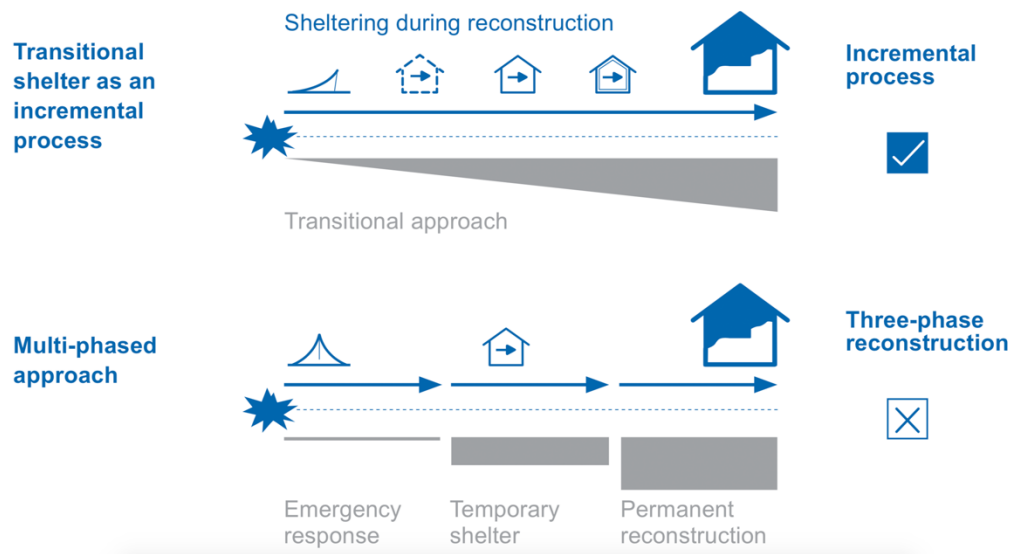 Sheltering during reconstruction
Transitional
shelter as an
incremental
process
Incremental
process
Transitional approach
Multi-phased
approach
Three-phase
reconstruction
Emergency
response
Temporary
shelter
Permanent
reconstruction